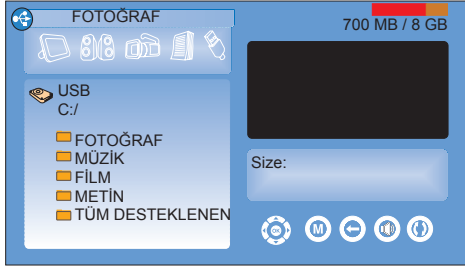 FOTOĞRAF
700 MB / 8 GB
USB
C:/
FOTOĞRAF
MÜZİK
FİLM
METİN
TÜM DESTEKLENEN
Size:
OK
M